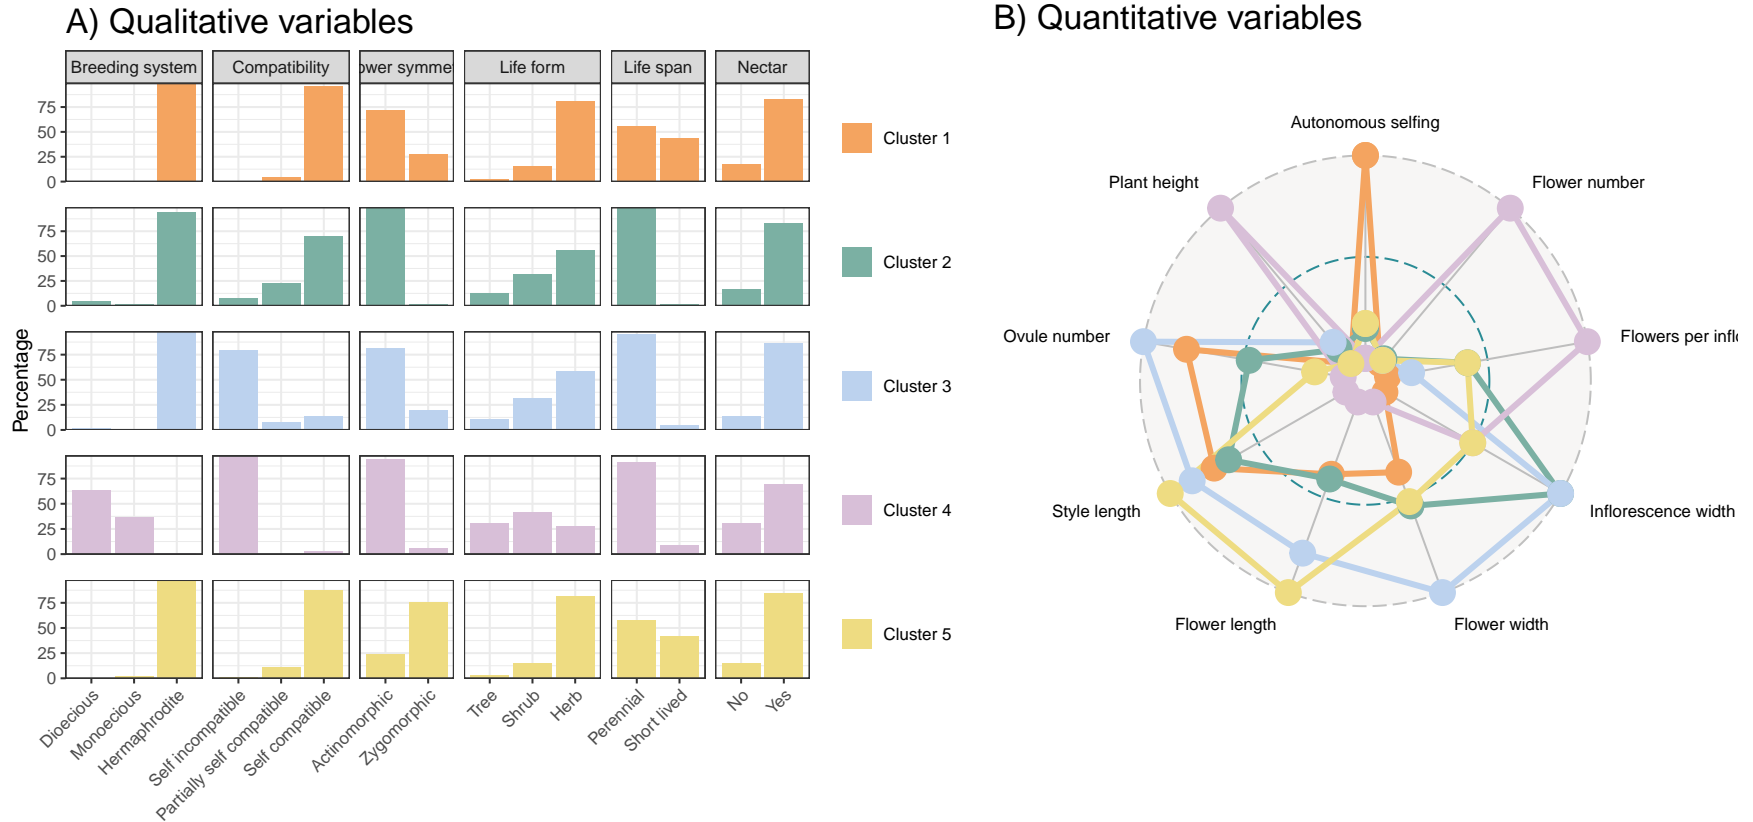 A) Qualitative variables
B) Quantitative variables
Breeding system
Compatibility
ower symme
Life form
Life span
Nectar
75
50
25
0
Cluster 1
75
50
25
0
Cluster 2
75
50
25
0
Cluster 3
75
50
25
0
Cluster 4
75
50
25
0
Cluster 5
Percentage
Dioecious
Monoecious
Hermaphrodite
Self incompatible
Partially self compatible
Self compatible
Actinomorphic
Zygomorphic
Tree
Shrub
Herb
Perennial
Short lived
No
Yes
Autonomous selfing
Flower number
Flowers per infl
Inflorescence width
Flower width
Flower length
Style length
Ovule number
Plant height